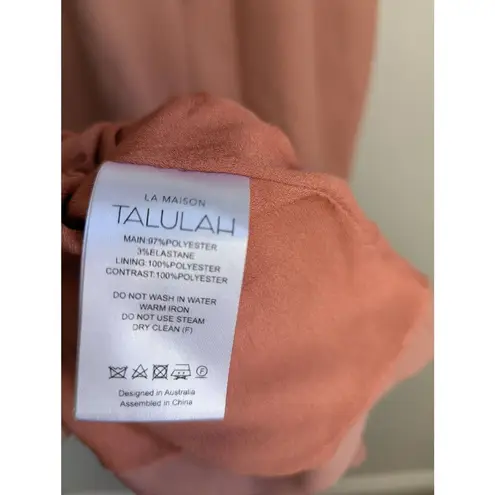 LA MAISON
TALULAH
MAIN:97%POLYESTER
3%ELASTANE
LINING:100%POLYESTER
CONTRAST:100%POLYESTER
DO NOT WASH IN WATER
WARM IRON
DO NOT USE STEAM
DRY CLEAN (F)
F
Designed in Australia
Assembled in China